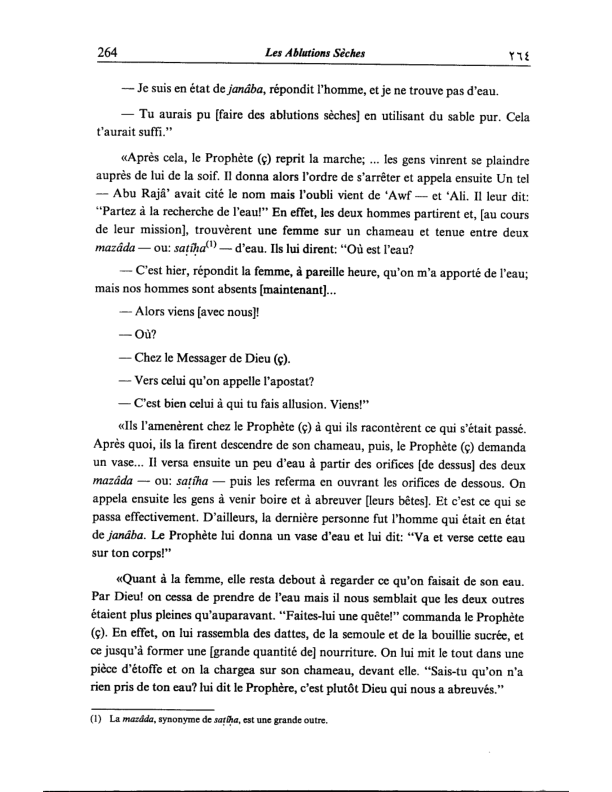 264
Les Ablutions Sèches
٢٦٤
— Je suis en état de janâba, répondit l'homme, et je ne trouve pas d'eau.
— Tu aurais pu [faire des ablutions sèches] en utilisant du sable pur. Cela
t'aurait suffi.”
«Après cela, le Prophète (ç) reprit la marche; ... les gens vinrent se plaindre
auprès de lui de la soif. Il donna alors l'ordre de s'arrêter et appela ensuite Un tel
— Abu Rajâ’ avait cité le nom mais l'oubli vient de ‘Awf — et ‘Ali. Il leur dit:
“Partez à la recherche de l'eau!” En effet, les deux hommes partirent et, [au cours
de leur mission], trouvèrent une femme sur un chameau et tenue entre deux
mazâda — ou: saṭîḥa(1) — d'eau. Ils lui dirent: “Où est l'eau?
— C'est hier, répondit la femme, à pareille heure, qu'on m'a apporté de l'eau;
mais nos hommes sont absents [maintenant]...
— Alors viens [avec nous]!
— Où?
— Chez le Messager de Dieu (ç).
— Vers celui qu'on appelle l'apostat?
— C'est bien celui à qui tu fais allusion. Viens!”
«Ils l'amenèrent chez le Prophète (ç) à qui ils racontèrent ce qui s'était passé.
Après quoi, ils la firent descendre de son chameau, puis, le Prophète (ç) demanda
un vase... Il versa ensuite un peu d'eau à partir des orifices [de dessus] des deux
mazâda — ou: saṭîha — puis les referma en ouvrant les orifices de dessous. On
appela ensuite les gens à venir boire et à abreuver [leurs bêtes]. Et c'est ce qui se
passa effectivement. D'ailleurs, la dernière personne fut l'homme qui était en état
de janâba. Le Prophète lui donna un vase d'eau et lui dit: “Va et verse cette eau
sur ton corps!”
«Quant à la femme, elle resta debout à regarder ce qu'on faisait de son eau.
Par Dieu! on cessa de prendre de l'eau mais il nous semblait que les deux outres
étaient plus pleines qu'auparavant. “Faites-lui une quête!” commanda le Prophète
(ç). En effet, on lui rassembla des dattes, de la semoule et de la bouillie sucrée, et
ce jusqu'à former une [grande quantité de] nourriture. On lui mit le tout dans une
pièce d'étoffe et on la chargea sur son chameau, devant elle. “Sais-tu qu'on n'a
rien pris de ton eau? lui dit le Prophère, c'est plutôt Dieu qui nous a abreuvés.”
(1) La mazâda, synonyme de saṭîḥa, est une grande outre.